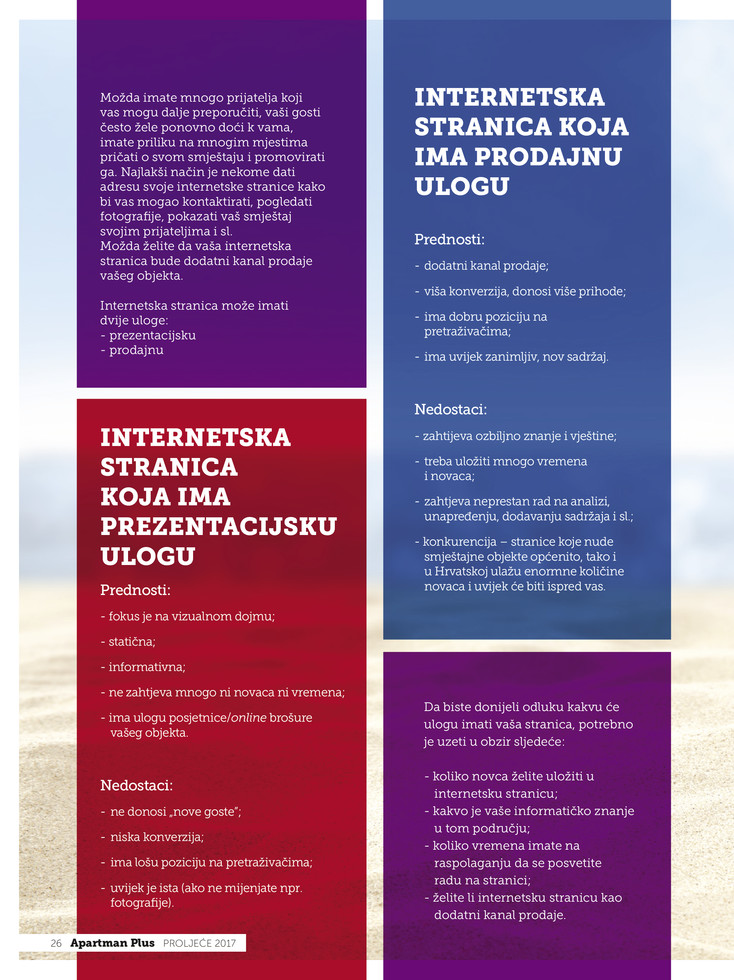 Možda imate mnogo prijatelja koji
vas mogu dalje preporučiti, vaši gosti
često žele ponovno doći k vama,
imate priliku na mnogim mjestima
pričati o svom smještaju i promovirati
ga. Najlakši način je nekome dati
adresu svoje internetske stranice kako
bi vas mogao kontaktirati, pogledati
fotografije, pokazati vaš smještaj
svojim prijateljima i sl.
Možda želite da vaša internetska
stranica bude dodatni kanal prodaje
vašeg objekta.
Internetska stranica može imati
dvije uloge:
- prezentacijsku
- prodajnu
INTERNETSKA
STRANICA
KOJA IMA
PREZENTACIJSKU
ULOGU
Prednosti:
- fokus je na vizualnom dojmu;
- statična;
- informativna;
- ne zahtjeva mnogo ni novaca ni vremena;
- ima ulogu posjetnice/online brošure
vašeg objekta.
Nedostaci:
- ne donosi „nove goste“;
- niska konverzija;
- ima lošu poziciju na pretraživačima;
- uvijek je ista (ako ne mijenjate npr.
fotografije).
INTERNETSKA
STRANICA KOJA
IMA PRODAJNU
ULOGU
Prednosti:
- dodatni kanal prodaje;
- viša konverzija, donosi više prihode;
- ima dobru poziciju na
pretraživačima;
- ima uvijek zanimljiv, nov sadržaj.
Nedostaci:
- zahtijeva ozbiljno znanje i vještine;
- treba uložiti mnogo vremena
i novaca;
- zahtjeva neprestan rad na analizi,
unapređenju, dodavanju sadržaja i sl.;
- konkurencija – stranice koje nude
smještajne objekte općenito, tako i
u Hrvatskoj ulažu enormne količine
novaca i uvijek će biti ispred vas.
Da biste donijeli odluku kakvu će
ulogu imati vaša stranica, potrebno
je uzeti u obzir sljedeće:
- koliko novca želite uložiti u
internetsku stranicu;
- kakvo je vaše informatičko znanje
u tom području;
- koliko vremena imate na
raspolaganju da se posvetite
radu na stranici;
- želite li internetsku stranicu kao
dodatni kanal prodaje.
26 Apartman Plus PROLJEĆE 2017